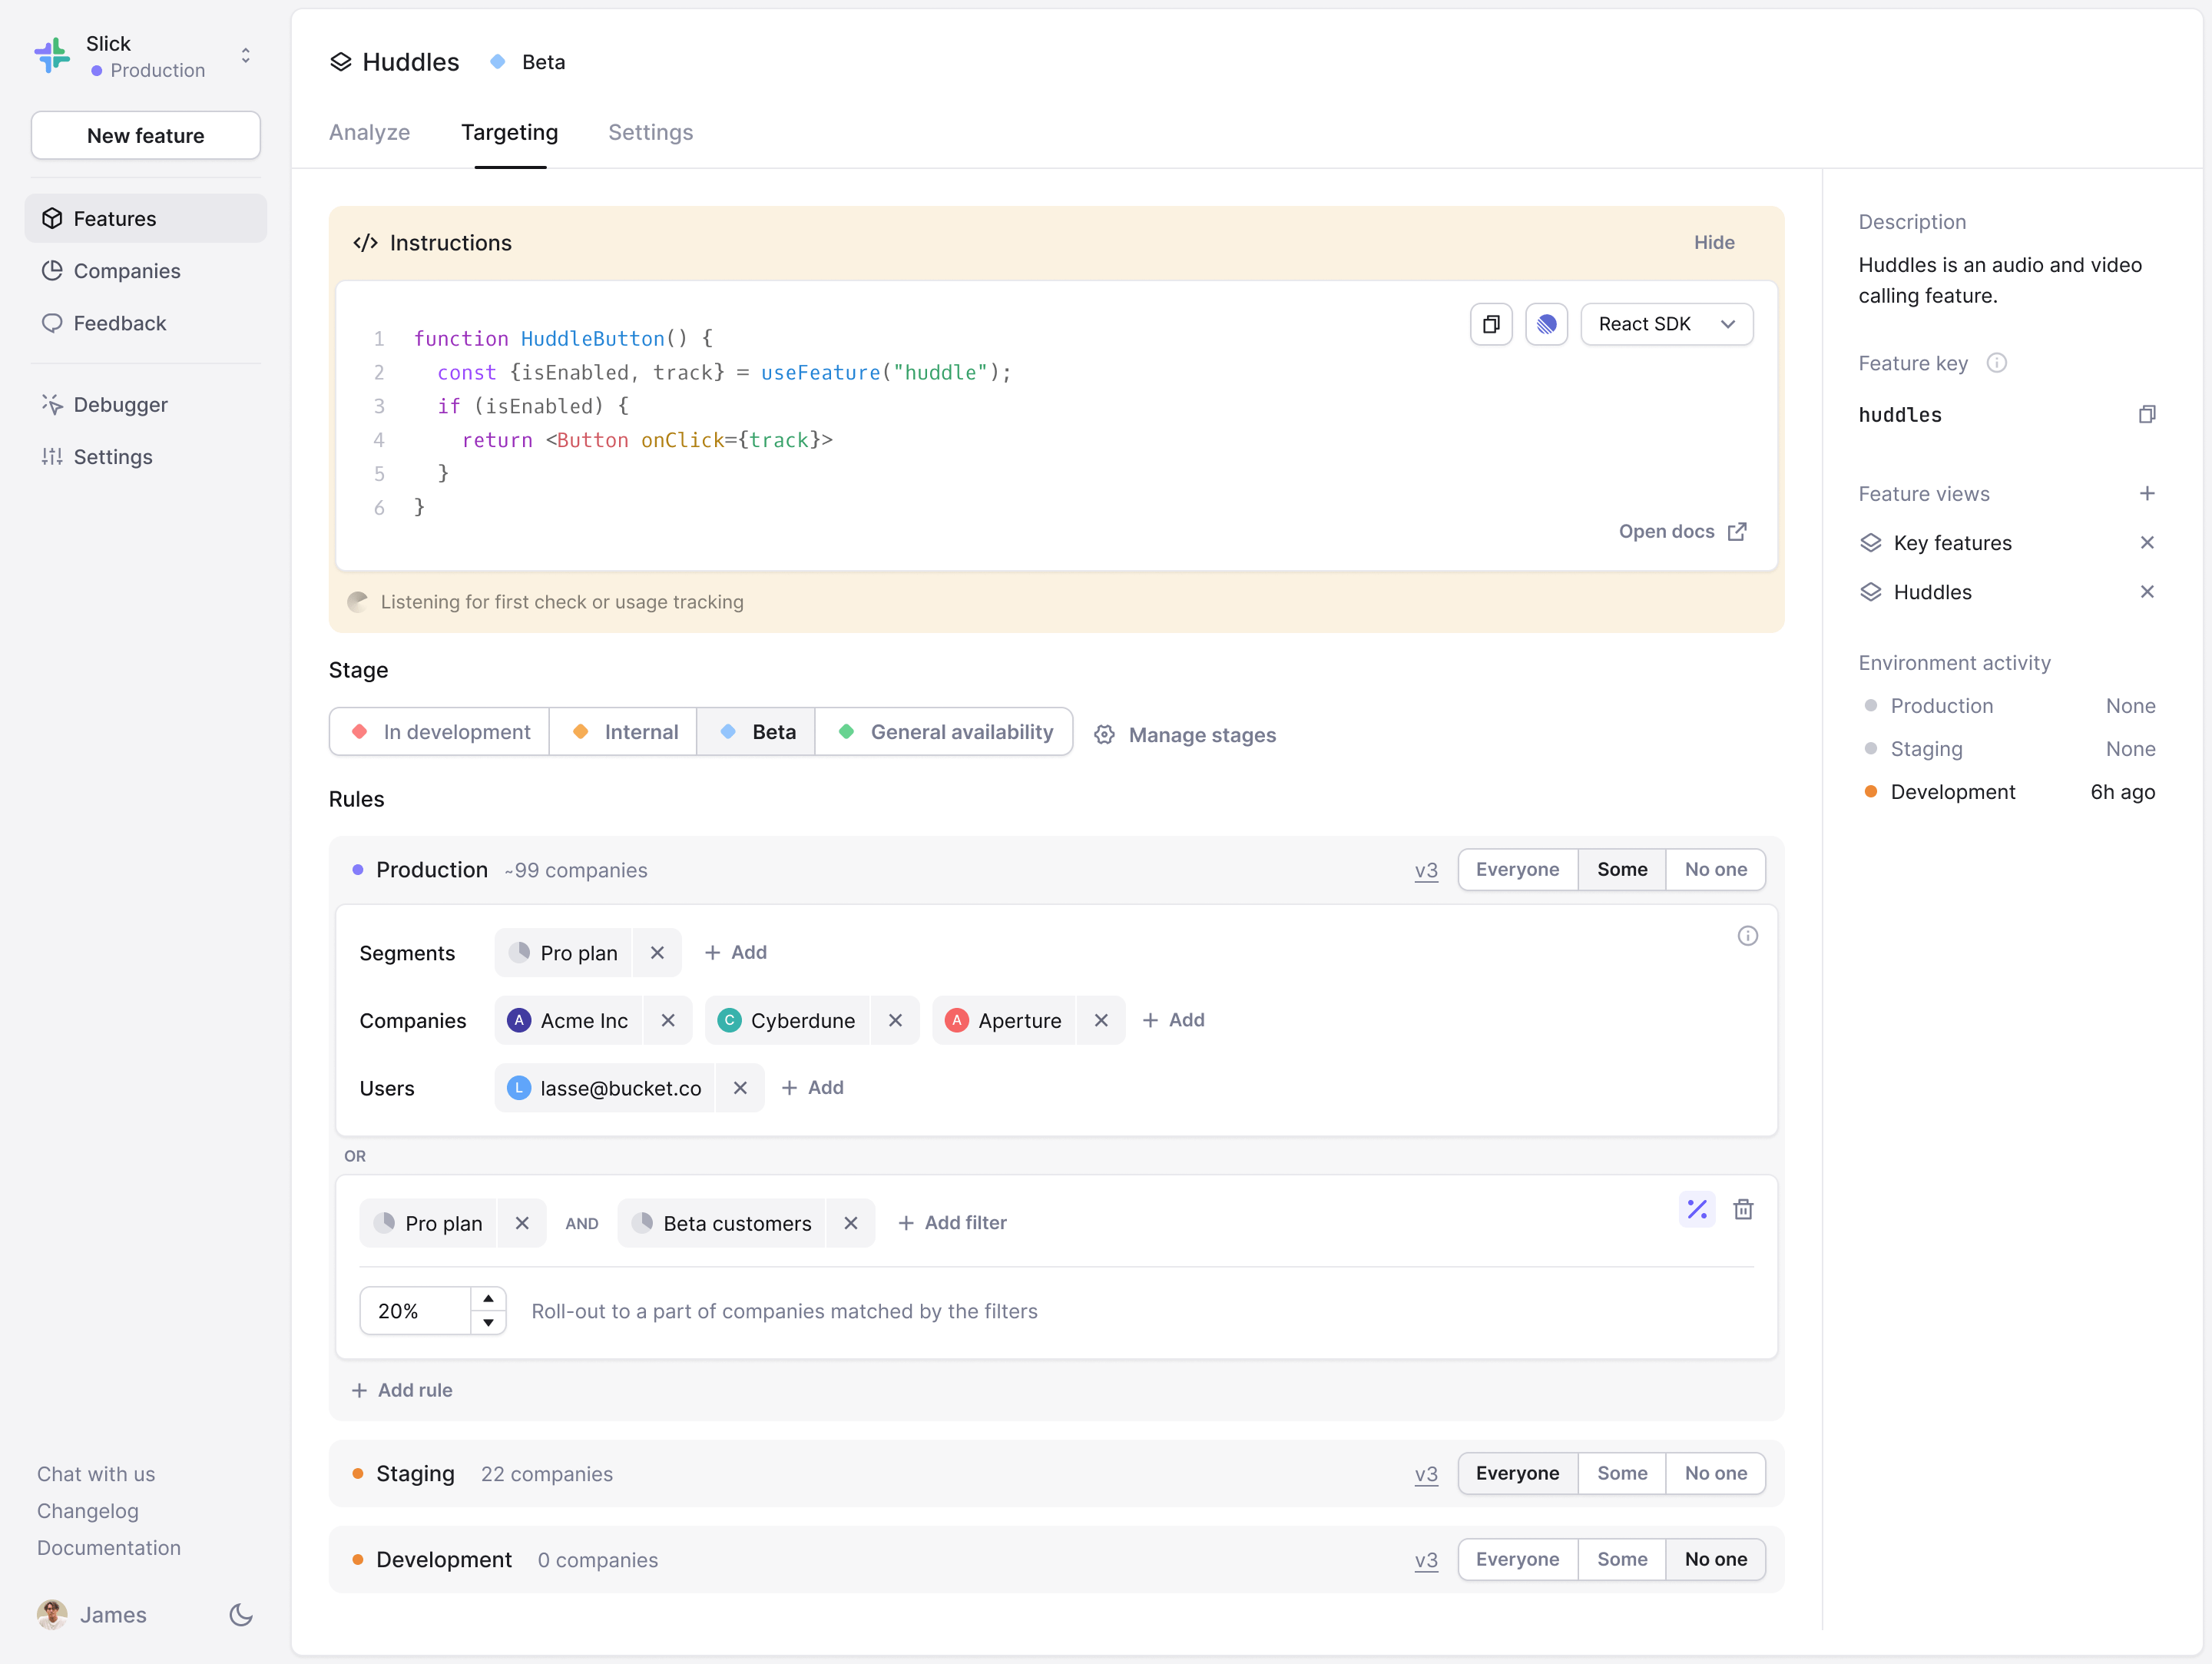 Slick
Production
New feature
Features
Companies
Feedback
Debugger
Settings
Chat with us
Changelog
Documentation
James
Huddles Beta
Analyze Targeting Settings
</> Instructions Hide
React SDK
1 function HuddleButton() {
2 const {isEnabled, track} = useFeature("huddle");
3 if (isEnabled) {
4 return <Button onClick={track}>
5 }
6 }
Open docs
Listening for first check or usage tracking
Stage
In development Internal Beta General availability Manage stages
Rules
Production ~99 companies v3 Everyone Some No one
Segments Pro plan + Add
Companies A Acme Inc C Cyberdune A Aperture + Add
Users L lasse@bucket.co + Add
OR
Pro plan AND Beta customers + Add filter
20% Roll-out to a part of companies matched by the filters
+ Add rule
Staging 22 companies v3 Everyone Some No one
Development 0 companies v3 Everyone Some No one
Description
Huddles is an audio and video
calling feature.
Feature key
huddles
Feature views +
Key features
Huddles
Environment activity
Production None
Staging None
Development 6h ago